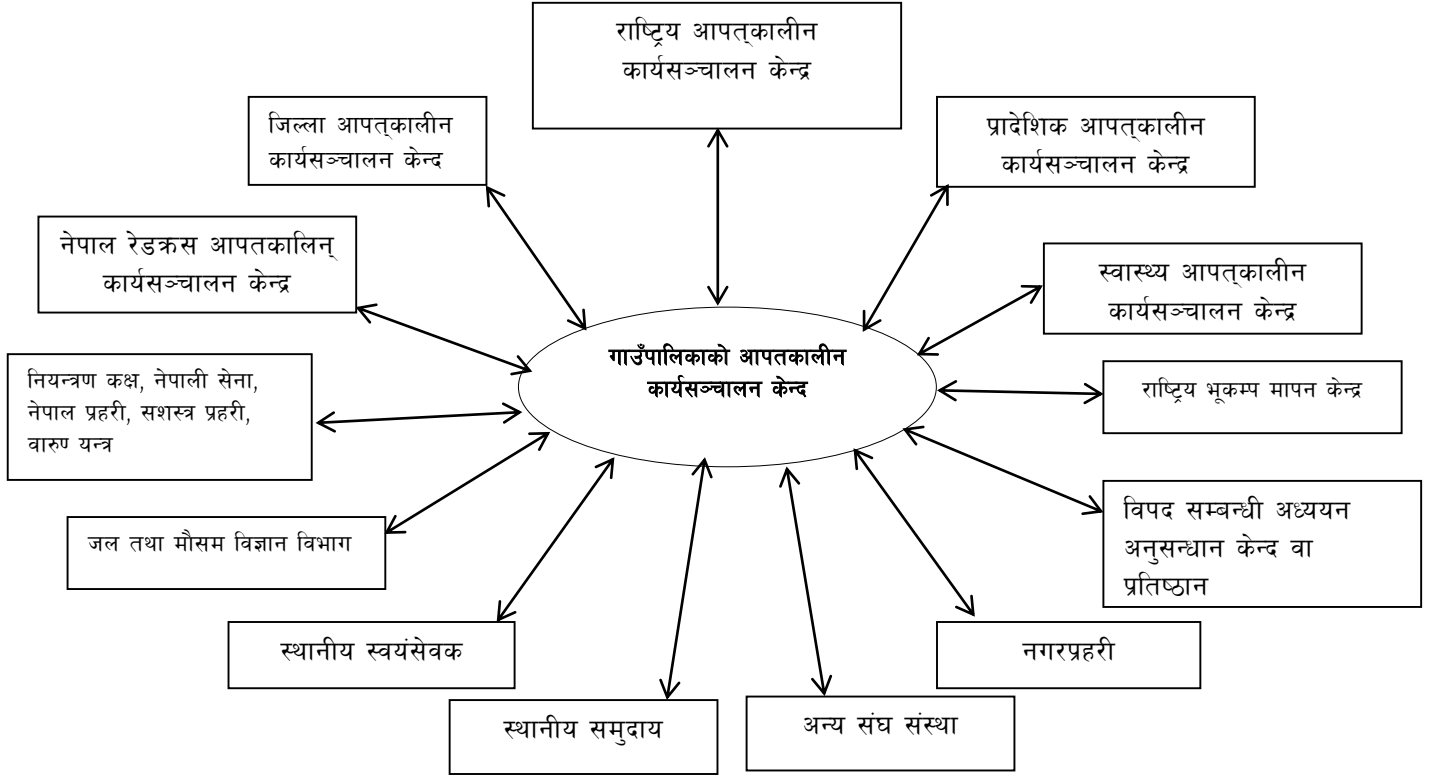 राष्ट्रिय आपत्कालीन
कार्यसञ्चालन केन्द्र
जिल्ला आपत्कालीन
कार्यसञ्चालन केन्द
प्रादेशिक आपत्कालीन
कार्यसञ्चालन केन्द्र
नेपाल रेडक्रस आपतकालिन्
कार्यसञ्चालन केन्द्र
स्वास्थ्य आपत्कालीन
कार्यसञ्चालन केन्द्र
गाउँपालिकाको आपतकालीन
कार्यसञ्चालन केन्द
नियन्त्रण कक्ष, नेपाली सेना,
नेपाल प्रहरी, सशस्त्र प्रहरी,
वारुण यन्त्र
राष्ट्रिय भूकम्प मापन केन्द्र
विपद सम्बन्धी अध्ययन
अनुसन्धान केन्द वा
प्रतिष्ठान
जल तथा मौसम विज्ञान विभाग
स्थानीय स्वयंसेवक
नगरप्रहरी
स्थानीय समुदाय
अन्य संघ संस्था